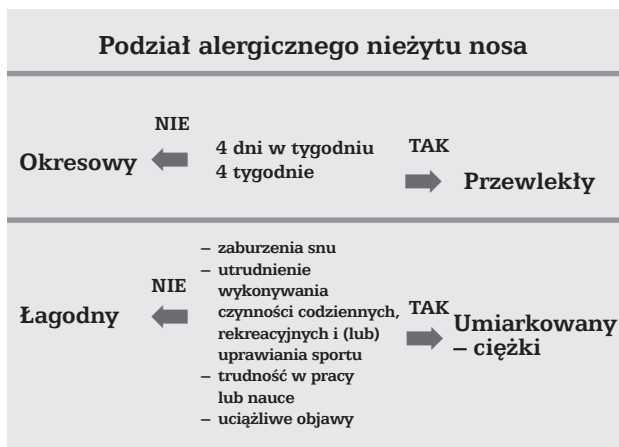 Podział alergicznego nieżytu nosa
NIE
4 dni w tygodniu
TAK
Okresowy
4 tygodnie
Przewlekły
– zaburzenia snu
– utrudnienie
NIE
wykonywania
czynności codziennych,
TAK
Łagodny
rekreacyjnych i (lub)
Umiarkowany
uprawiania sportu
– ciężki
– trudność w pracy
lub nauce
– uciążliwe objawy